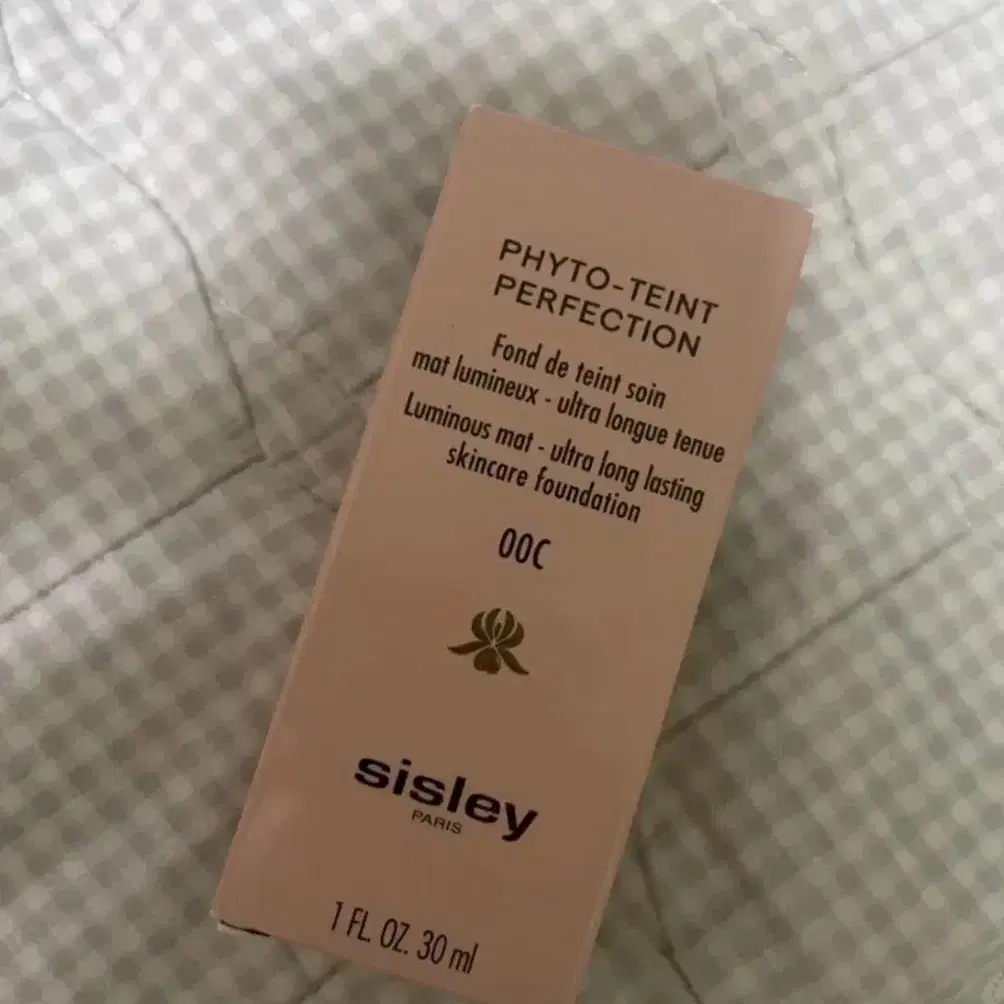 PHYTO-TEINT
PERFECTION
Fond de teint soin
mat lumineux - ultra longue tenue
Luminous mat - ultra long lasting
skincare foundation
00C
sisley
PARIS
1 FL. OZ. 30 ml